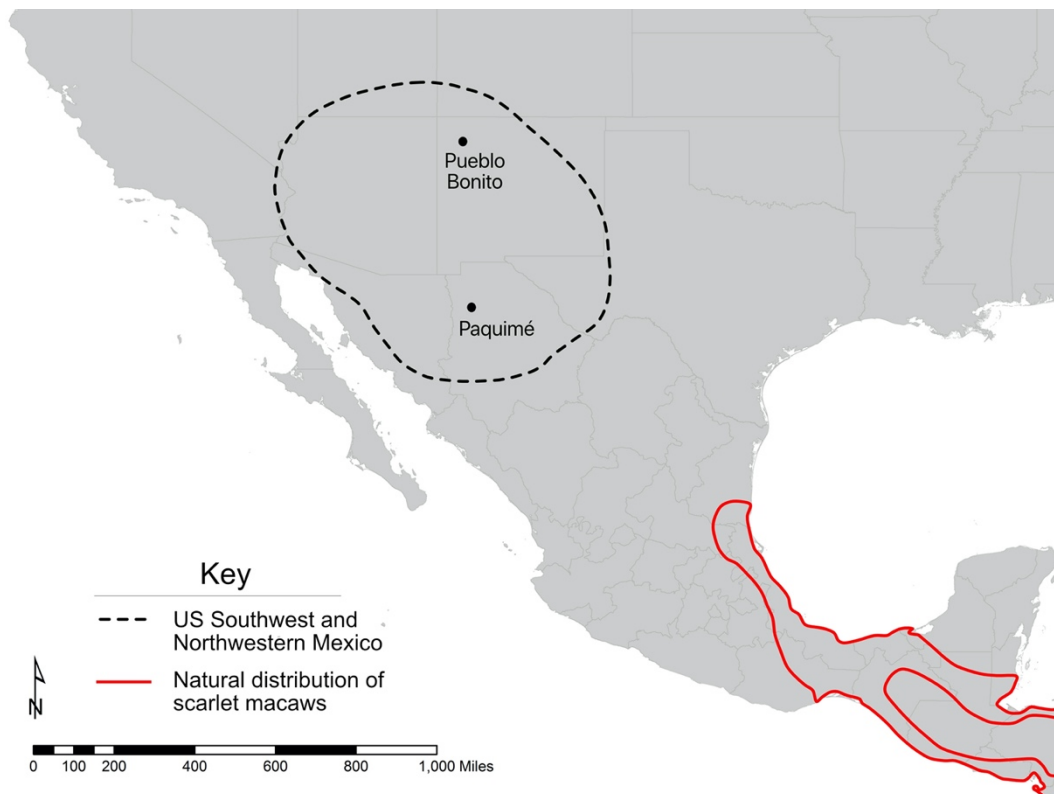 Pueblo
Bonito
Paquimé
Key
US Southwest and
Northwestern Mexico
Natural distribution of
scarlet macaws
N
0 100 200 400 600 800 1,000 Miles